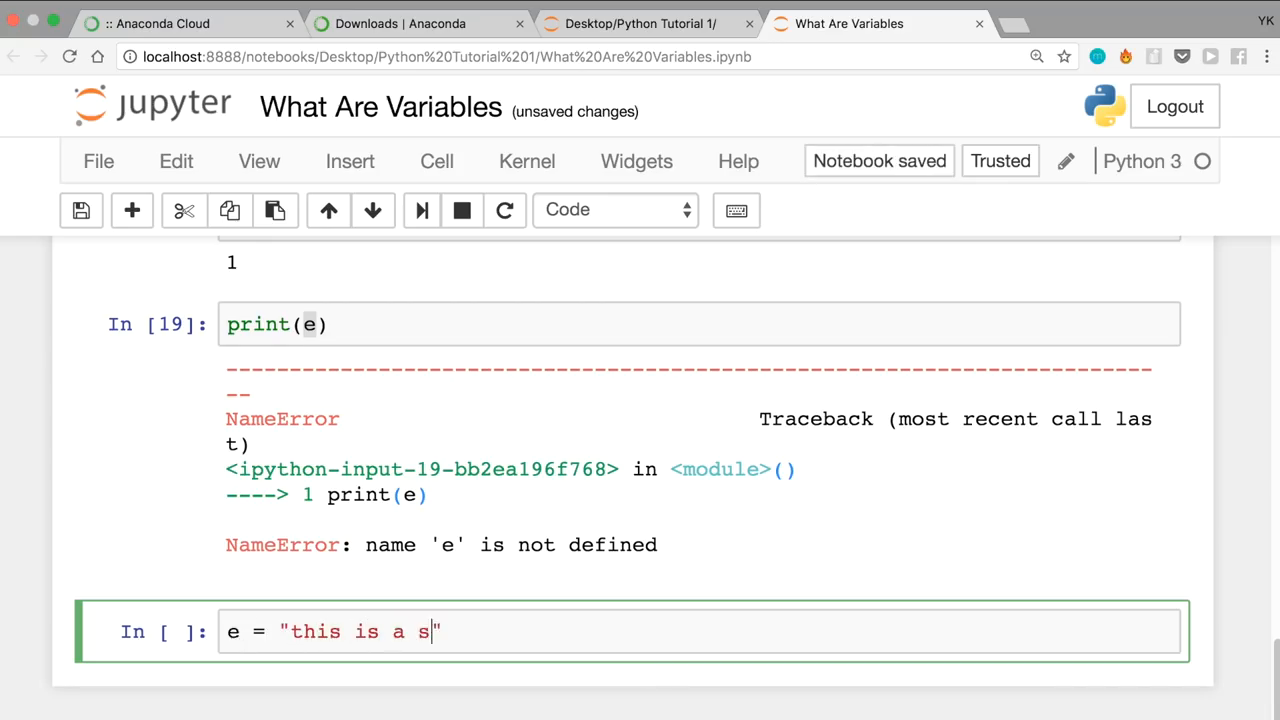 :: Anaconda Cloud
Downloads | Anaconda
Desktop/Python Tutorial 1/
What Are Variables
YK
localhost:8888/notebooks/Desktop/Python%20Tutorial%201/What%20Are%20Variables.ipynb
jupyter What Are Variables (unsaved changes)
Logout
File Edit View Insert Cell Kernel Widgets Help
Notebook saved
Trusted
Python 3
Code
1
In [19]: print(e)
---------------------------------------------------------------------------
--
NameError                                 Traceback (most recent call las
t)
<ipython-input-19-bb2ea196f768> in <module>()
----> 1 print(e)
NameError: name 'e' is not defined
In [ ]: e = "this is a s"